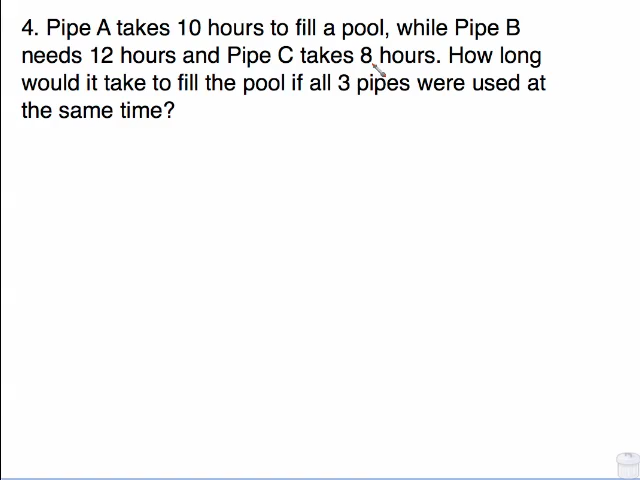 4. Pipe A takes 10 hours to fill a pool, while Pipe B
needs 12 hours and Pipe C takes 8 hours. How long
would it take to fill the pool if all 3 pipes were used at
the same time?